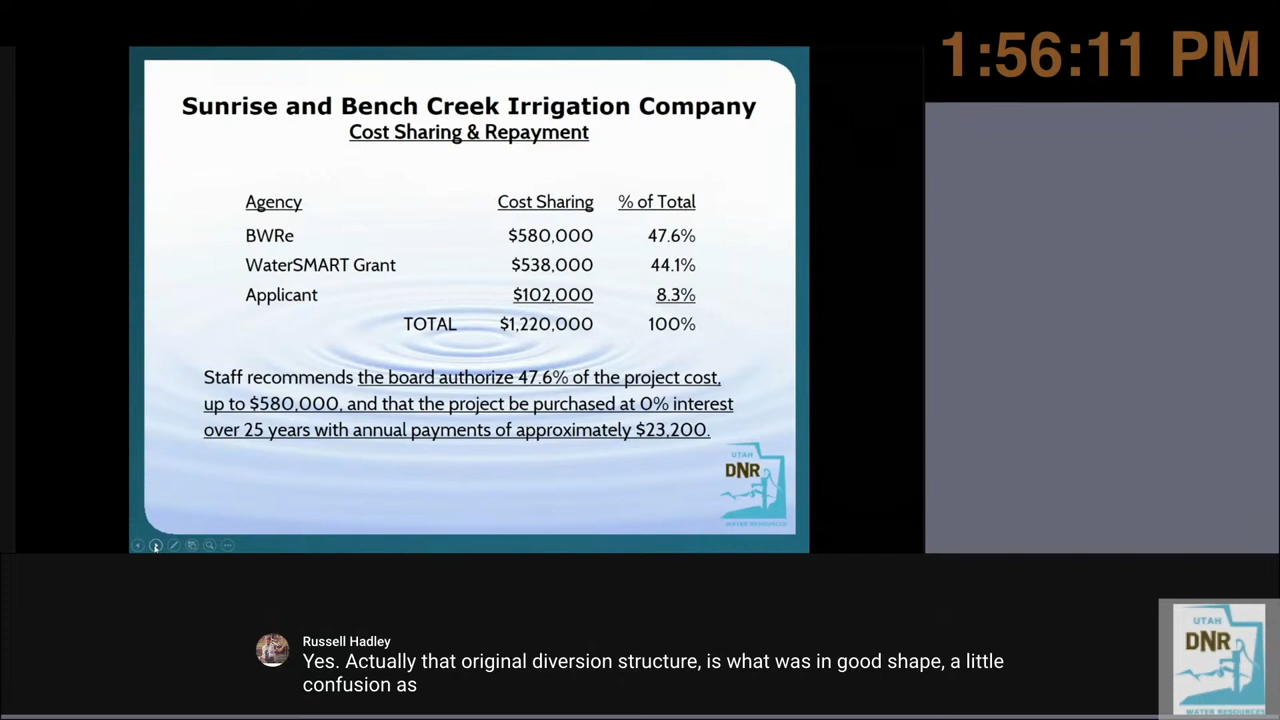 1:56:11 PM
Sunrise and Bench Creek Irrigation Company
Cost Sharing & Repayment
Agency Cost Sharing % of Total
BWRe $580,000 47.6%
WaterSMART Grant $538,000 44.1%
Applicant $102,000 8.3%
TOTAL $1,220,000 100%
Staff recommends the board authorize 47.6% of the project cost,
up to $580,000, and that the project be purchased at 0% interest
over 25 years with annual payments of approximately $23,200.
UTAH
DNR
WATER RESOURCES
Russell Hadley
Yes. Actually that original diversion structure, is what was in good shape, a little
confusion as
UTAH
DNR
WATER RESOURCES